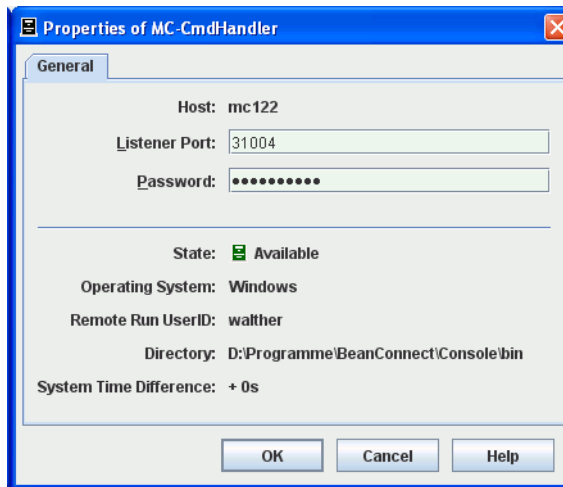 Properties of MC-CmdHandler
General
Host: mc122
Listener Port: 31004
Password: ●●●●●●●●●●
State: Available
Operating System: Windows
Remote Run UserID: walther
Directory: D:\Programme\BeanConnect\Console\bin
System Time Difference: + 0s
OK Cancel Help